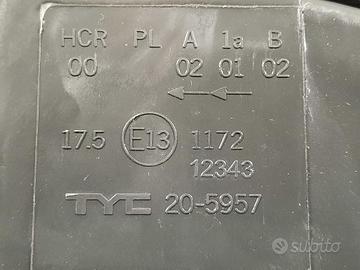 HCR PL A 1a B
00 02 01 02
17.5 E13 1172
12343
TYC 20-5957
subito